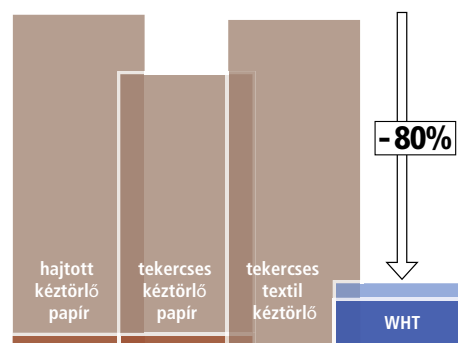 -80%
hajtott
kéztörlő
papír
tekercses
kéztörlő
papír
tekercses
textil
kéztörlő
WHT